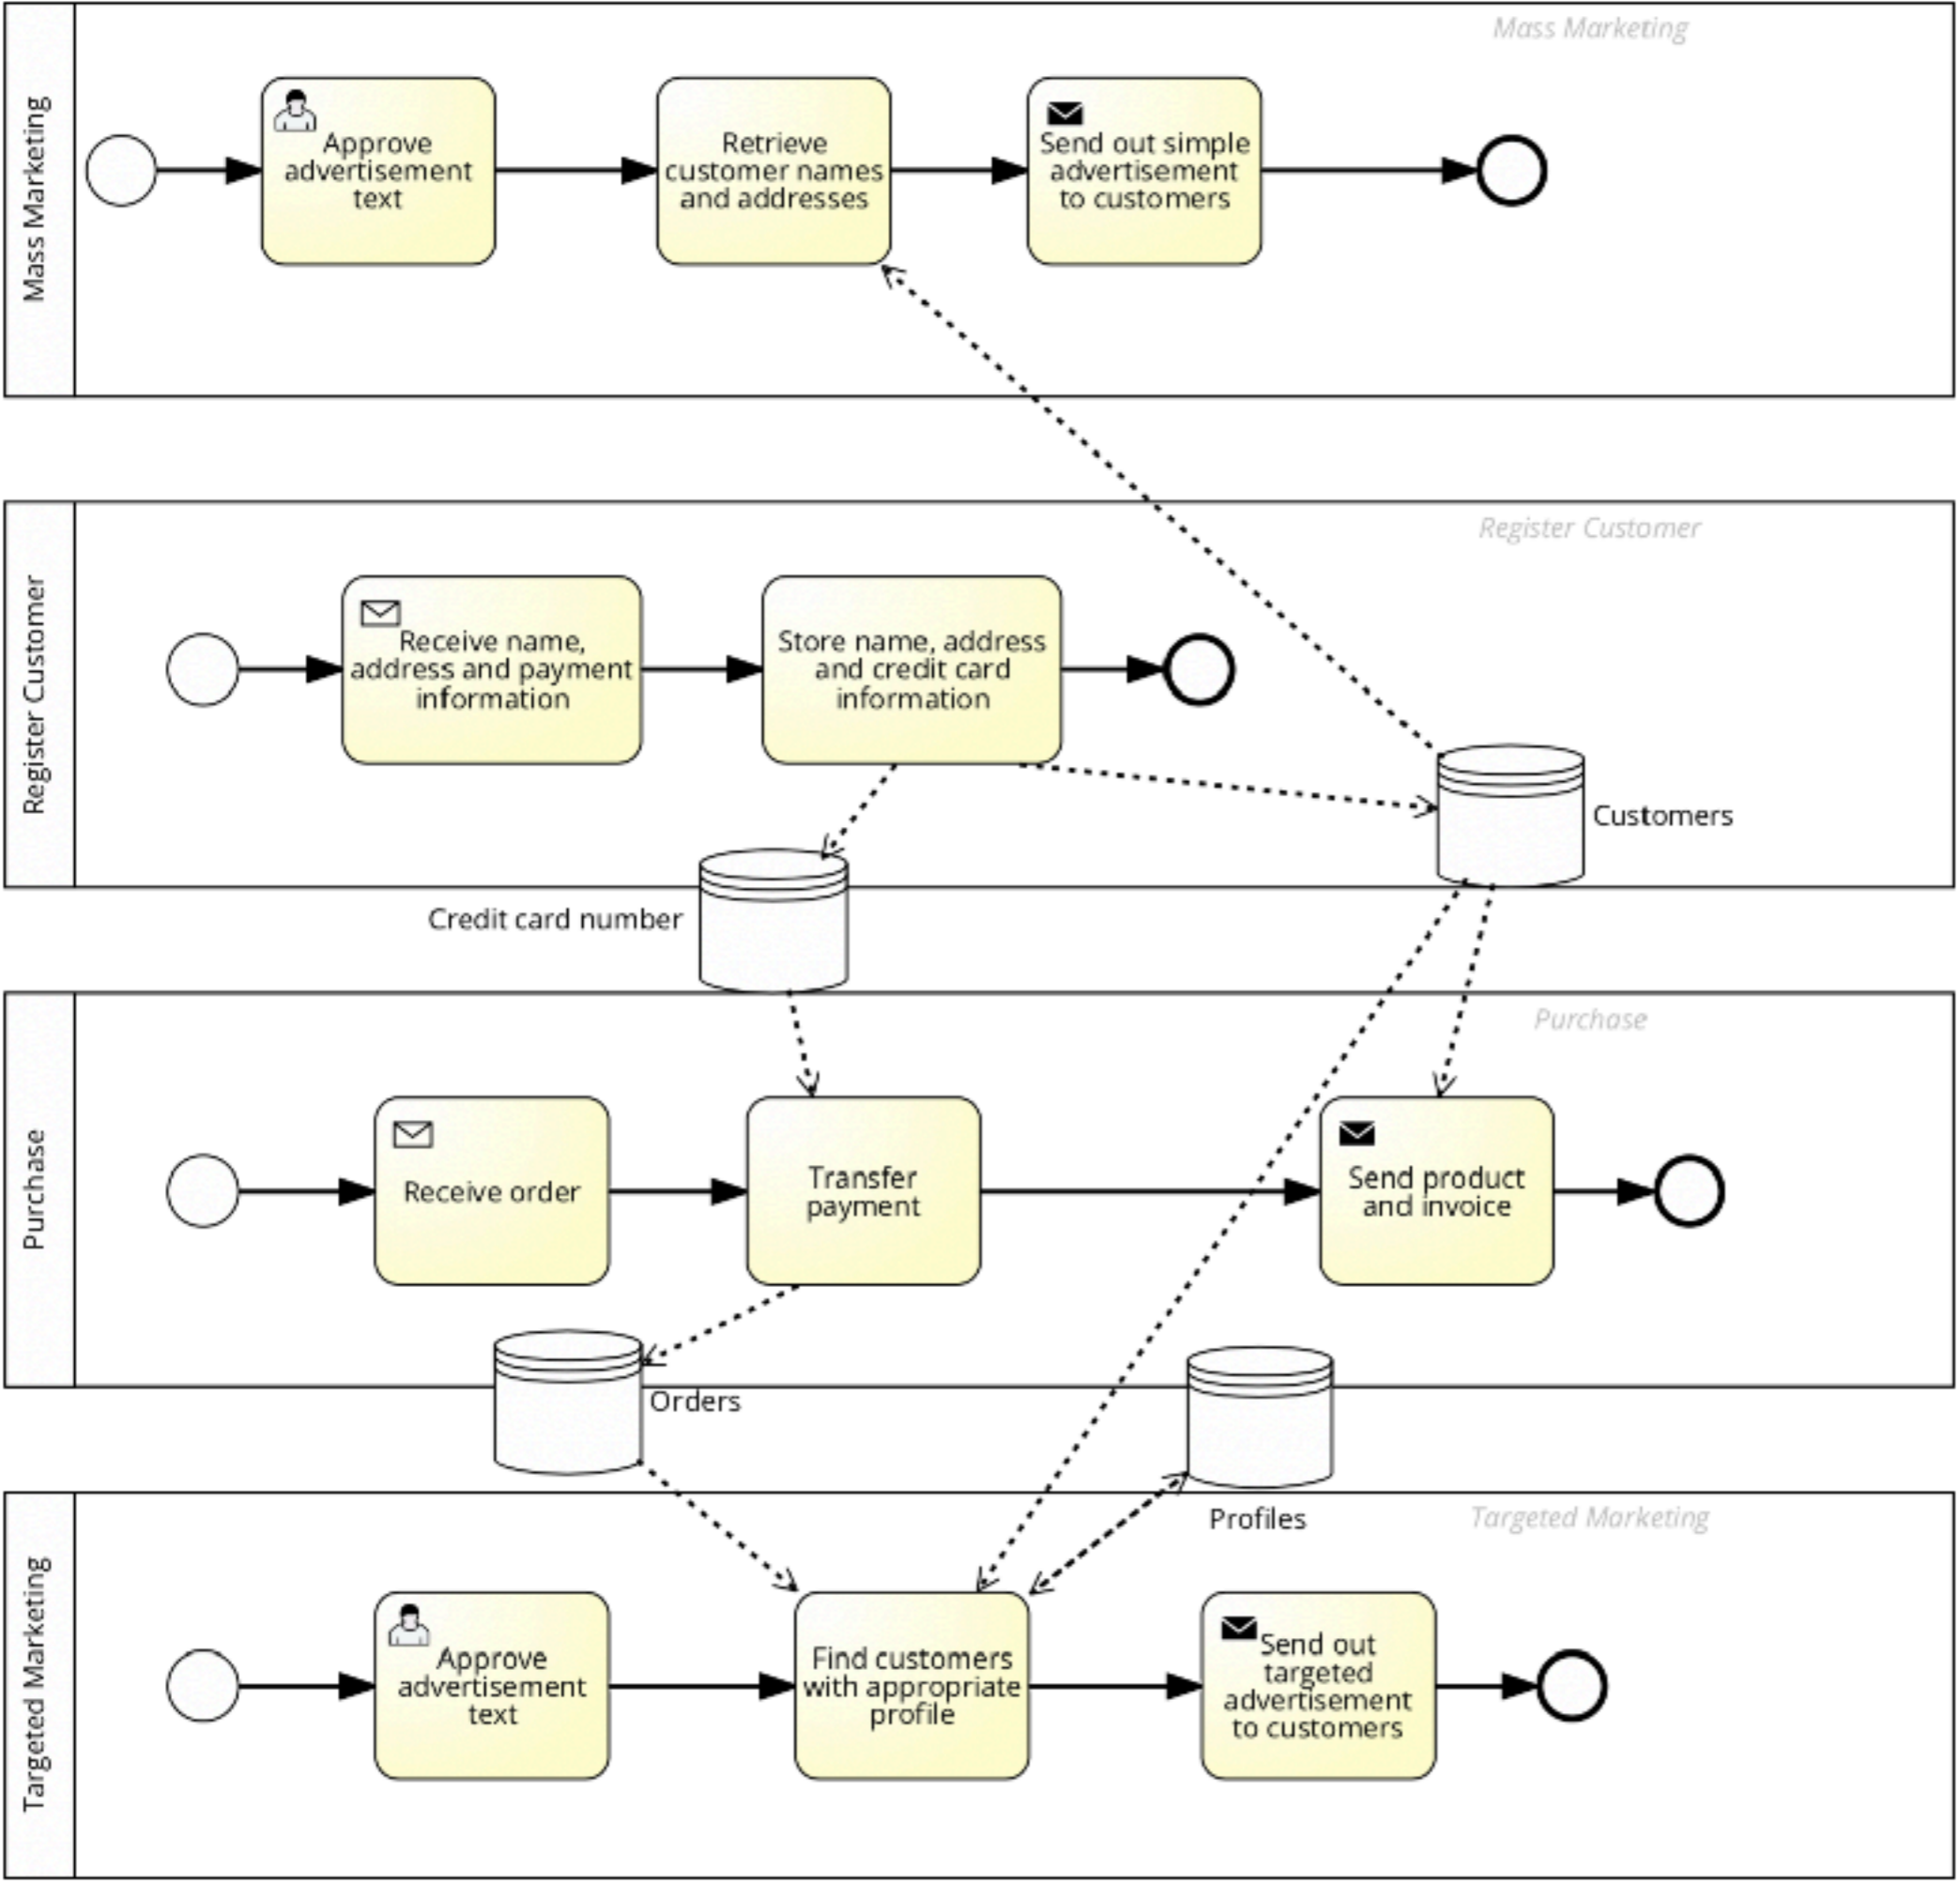 Mass Marketing
Mass Marketing
Approve
advertisement
text
Retrieve
customer names
and addresses
Send out simple
advertisement
to customers
Register Customer
Register Customer
Receive name,
address and payment
information
Store name, address
and credit card
information
Customers
Credit card number
Purchase
Purchase
Receive order
Transfer
payment
Send product
and invoice
Orders
Profiles
Targeted Marketing
Targeted Marketing
Approve
advertisement
text
Find customers
with appropriate
profile
Send out
targeted
advertisement
to customers